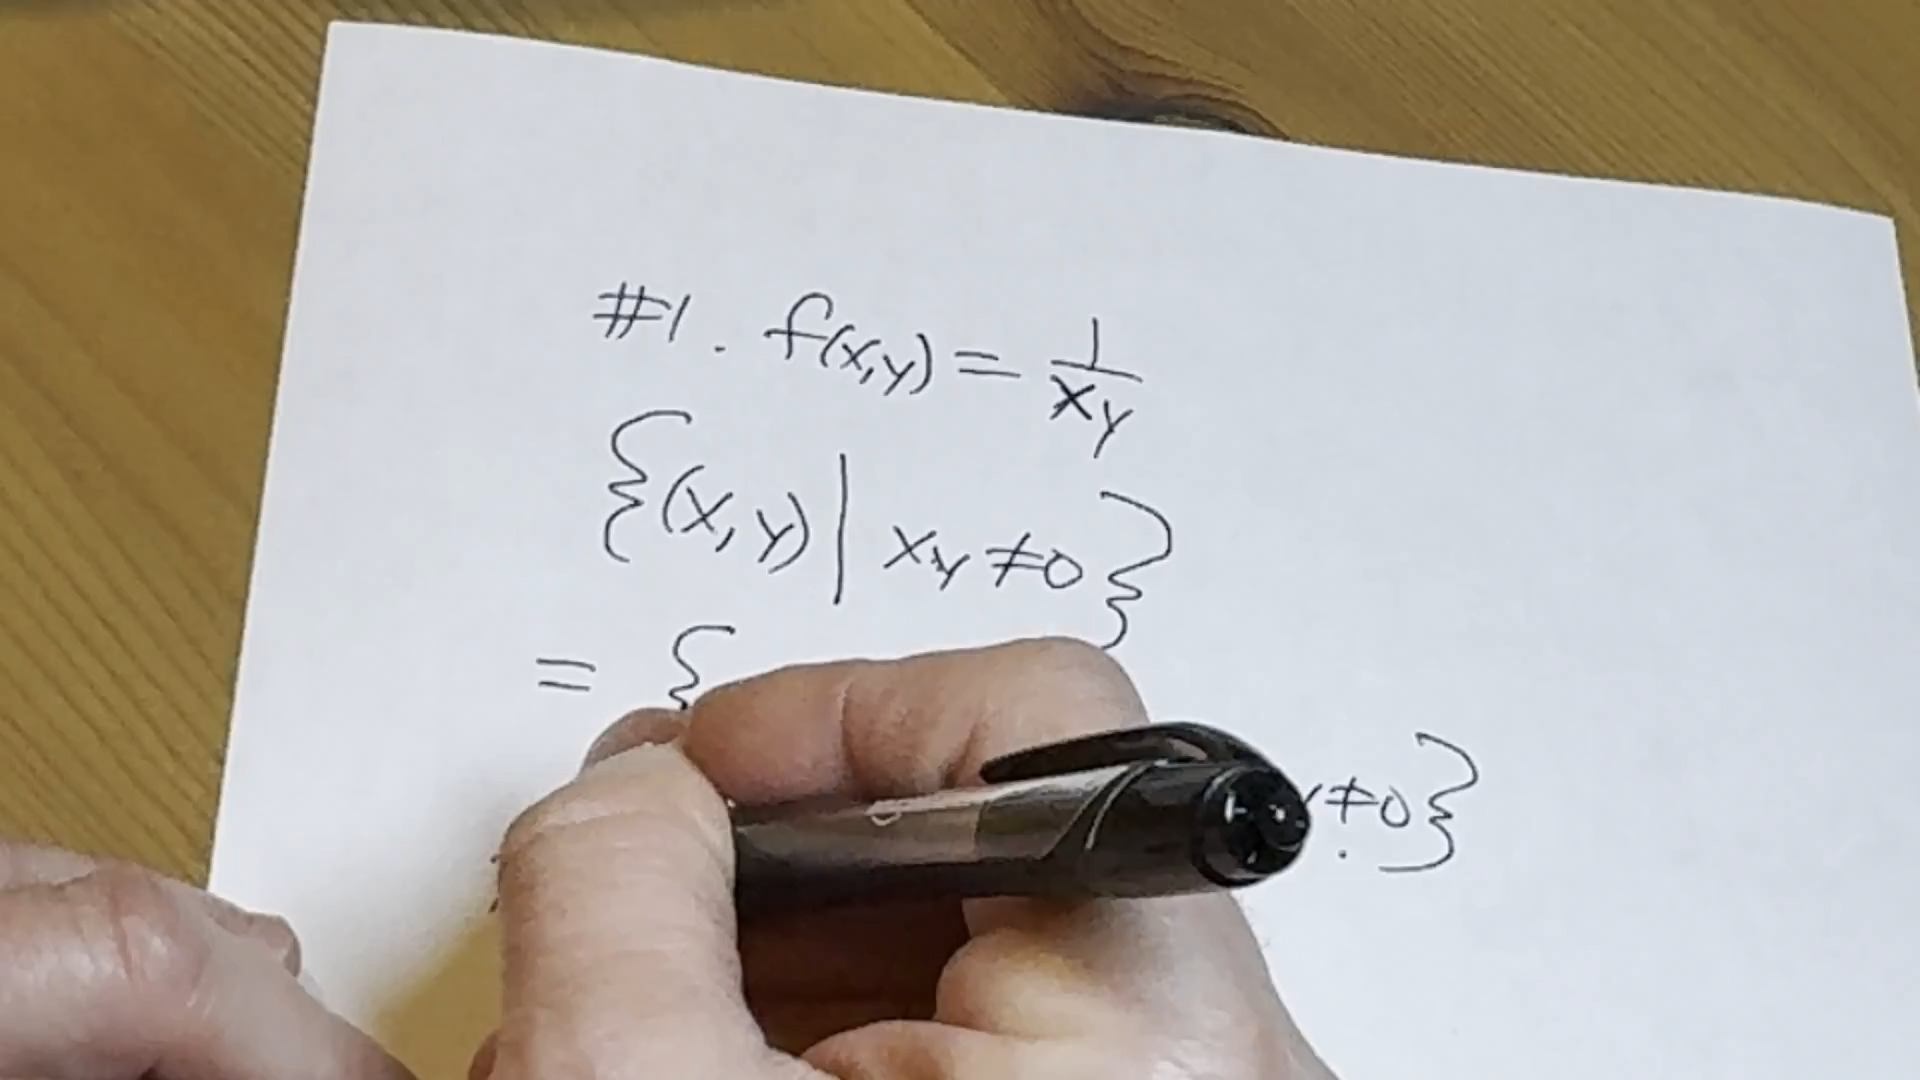 #1. f(x,y) = 1/xy
{(x,y) | xy ≠ 0}
= { ≠ 0}